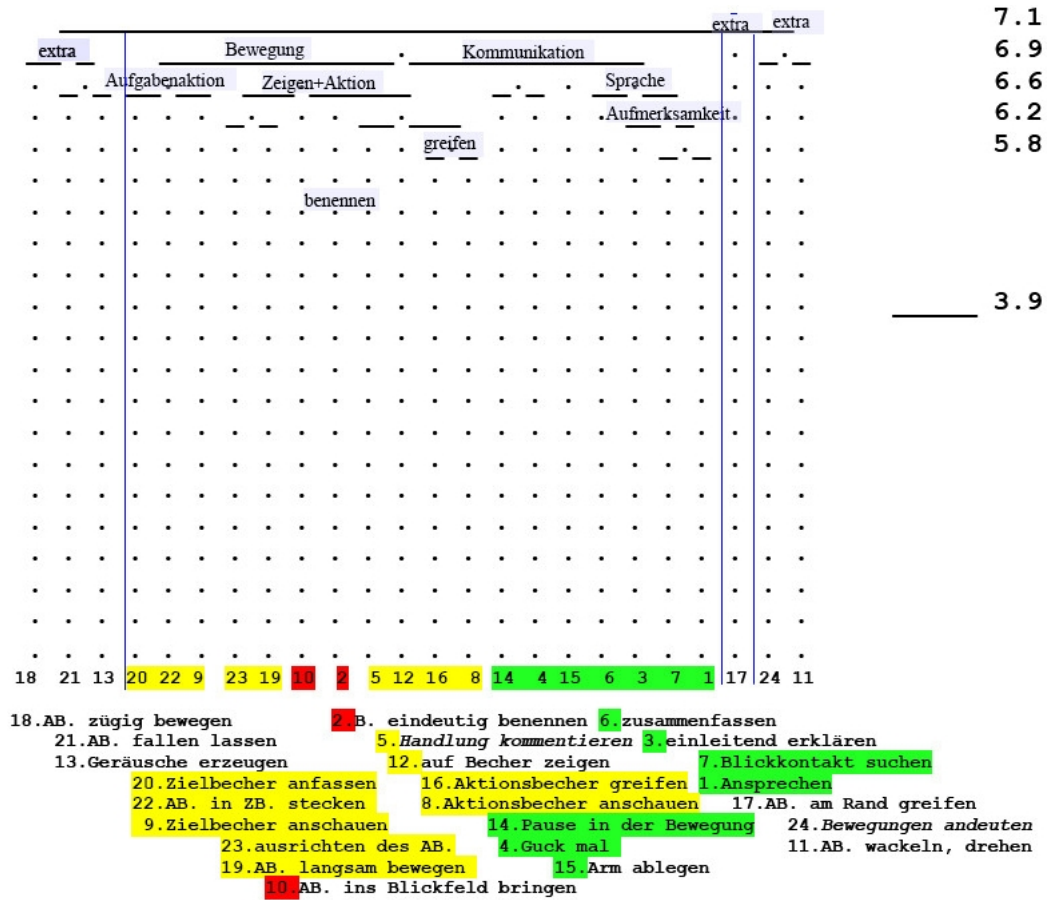 extra extra 7.1
extra Bewegung Kommunikation 6.9
Aufgabenaktion Zeigen+Aktion Sprache 6.6
Aufmerksamkeit 6.2
greifen 5.8
benennen
3.9
18 21 13 20 22 9 23 19 10 2 5 12 16 8 14 4 15 6 3 7 1 17 24 11
18.AB. zügig bewegen 2.B. eindeutig benennen 6.zusammenfassen
21.AB. fallen lassen 5.Handlung kommentieren 3.einleitend erklären
13.Geräusche erzeugen 12.auf Becher zeigen 7.Blickkontakt suchen
20.Zielbecher anfassen 16.Aktionsbecher greifen 1.Ansprechen
22.AB. in ZB. stecken 8.Aktionsbecher anschauen 17.AB. am Rand greifen
9.Zielbecher anschauen 14.Pause in der Bewegung 24.Bewegungen andeuten
23.ausrichten des AB. 4.Guck mal 11.AB. wackeln, drehen
19.AB. langsam bewegen 15.Arm ablegen
10.AB. ins Blickfeld bringen